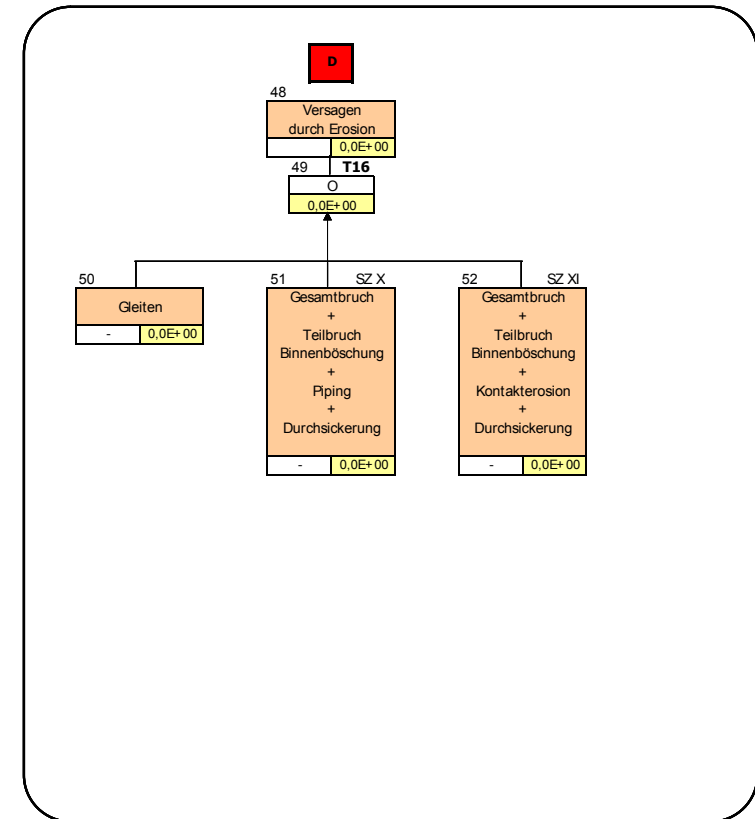 D
48
Versagen
durch Erosion
0,0E+00
49 T16
O
0,0E+00
50
Gleiten
- 0,0E+00
51 SZ X
Gesamtbruch
+
Teilbruch
Binnenböschung
+
Piping
+
Durchsickerung
- 0,0E+00
52 SZ XI
Gesamtbruch
+
Teilbruch
Binnenböschung
+
Kontakterosion
+
Durchsickerung
- 0,0E+00